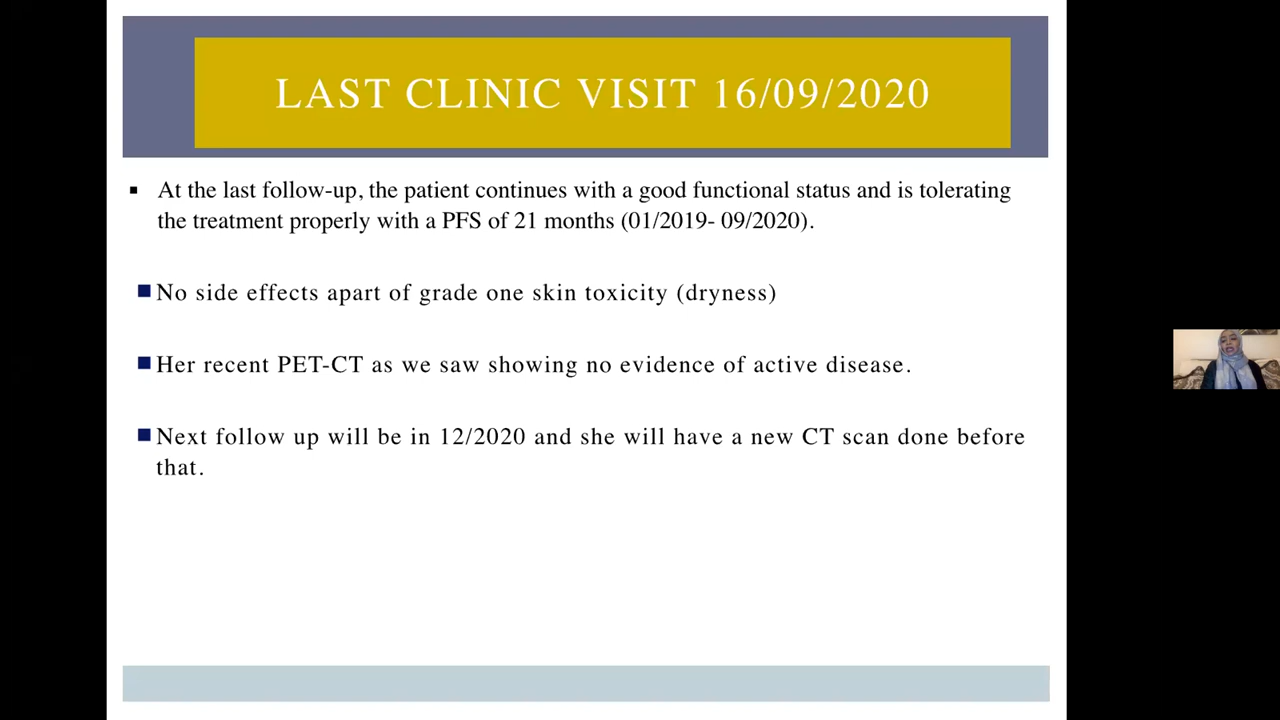 LAST CLINIC VISIT 16/09/2020
▪ At the last follow-up, the patient continues with a good functional status and is tolerating
the treatment properly with a PFS of 21 months (01/2019- 09/2020).
■ No side effects apart of grade one skin toxicity (dryness)
■ Her recent PET-CT as we saw showing no evidence of active disease.
■ Next follow up will be in 12/2020 and she will have a new CT scan done before
that.